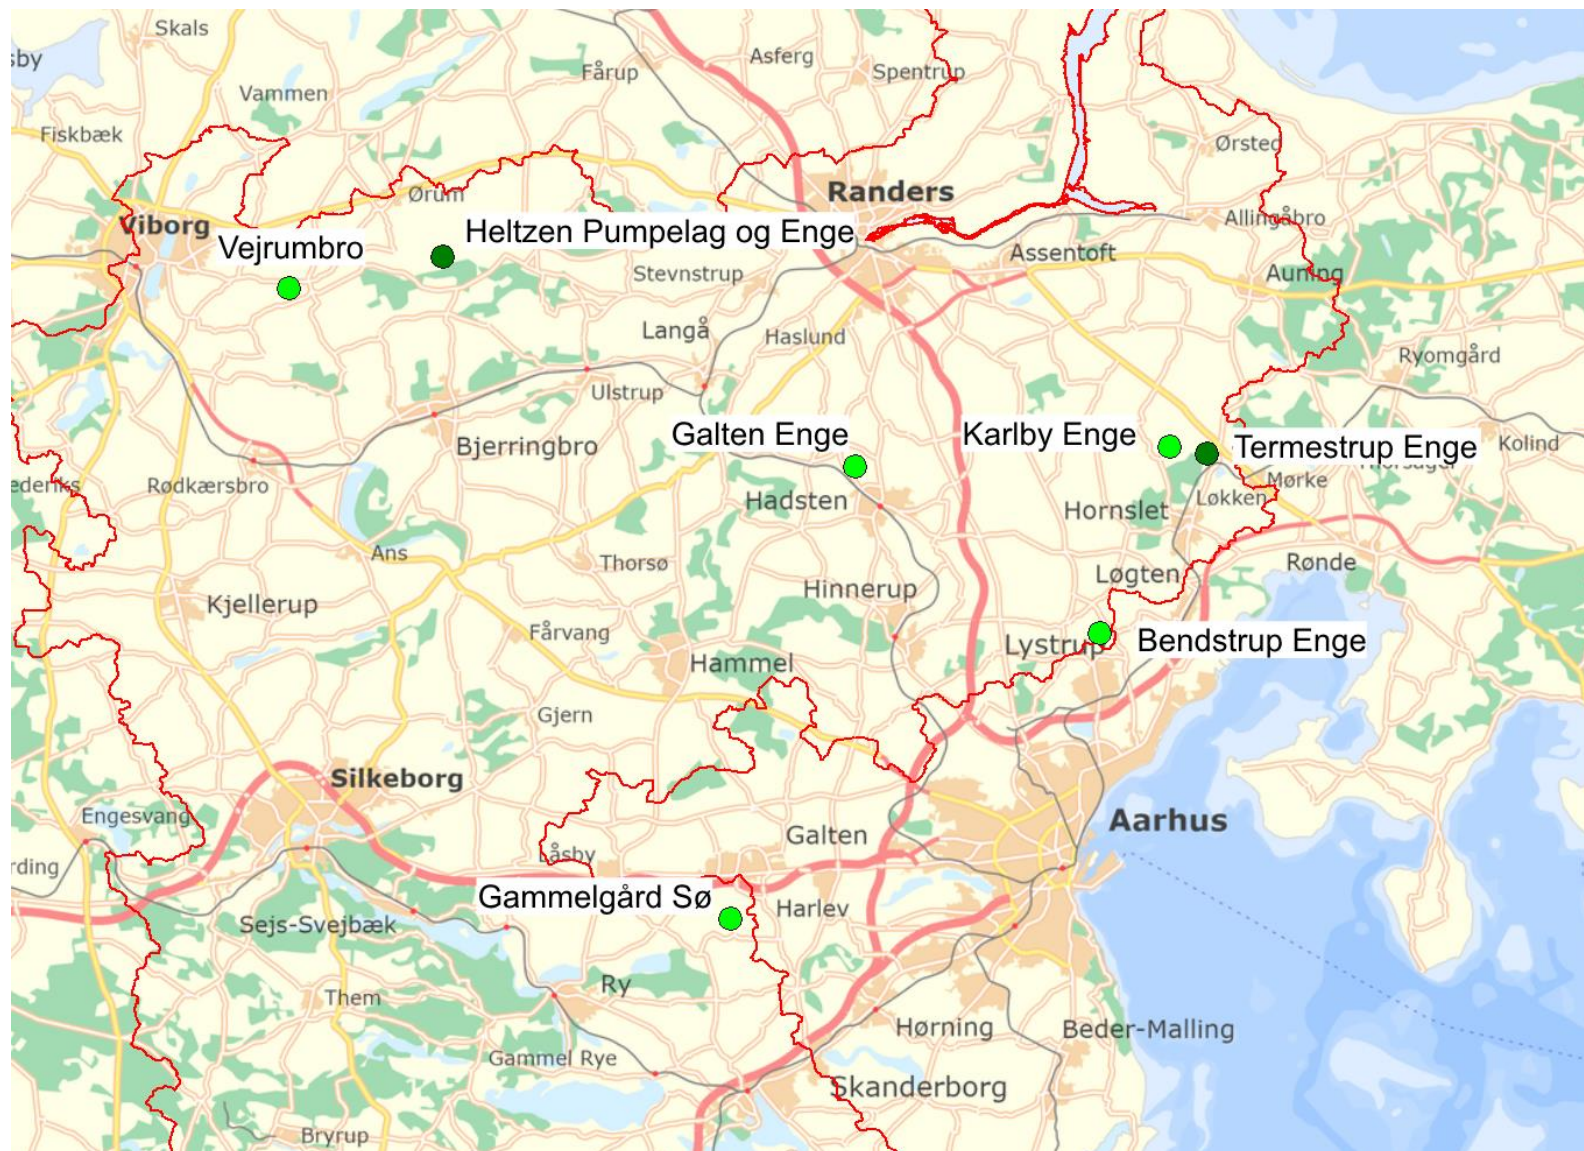 Skals
Asferg
sby
Fårup
Spentrup
Vammen
Fiskbæk
Ørsted
Ørum
Randers
Viborg
Allingåbro
Heltzen Pumpelag og Enge
Vejrumbro
Assentoft
Stevnstrup
Auning
Langå
Haslund
Ryomgård
Ulstrup
Galten Enge
Karlby Enge
Termestrup Enge
Kolind
Bjerringbro
Mørke
ederiks
Rødkærsbro
Hadsten
Løkken
Hornslet
Ans
Thorsø
Rønde
Løgten
Hinnerup
Kjellerup
Fårvang
Lystrup
Bendstrup Enge
Hammel
Gjern
Silkeborg
Engesvang
Aarhus
Galten
Låsby
rding
Gammelgård Sø
Harlev
Sejs-Svejbæk
Ry
Them
Hørning
Beder-Malling
Gammel Rye
Skanderborg
Bryrup